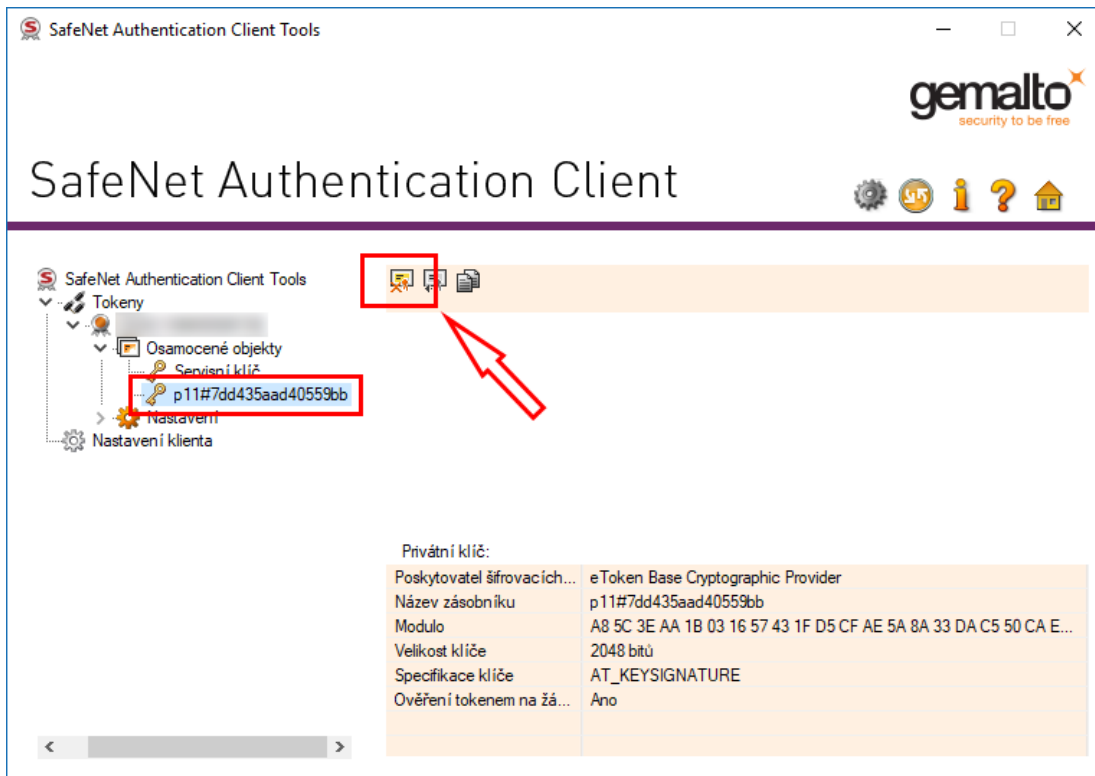 SafeNet Authentication Client Tools
gemalto
security to be free
SafeNet Authentication Client
SafeNet Authentication Client Tools
Tokeny
Osamocené objekty
Servisní klíč
p11#7dd435aad40559bb
Nastavení
Nastavení klienta
Privátní klíč:
Poskytovatel šifrovacích... eToken Base Cryptographic Provider
Název zásobníku p11#7dd435aad40559bb
Modulo A8 5C 3E AA 1B 03 16 57 43 1F D5 CF AE 5A 8A 33 DA C5 50 CA E...
Velikost klíče 2048 bitů
Specifikace klíče AT_KEYSIGNATURE
Ověření tokenem na žá... Ano